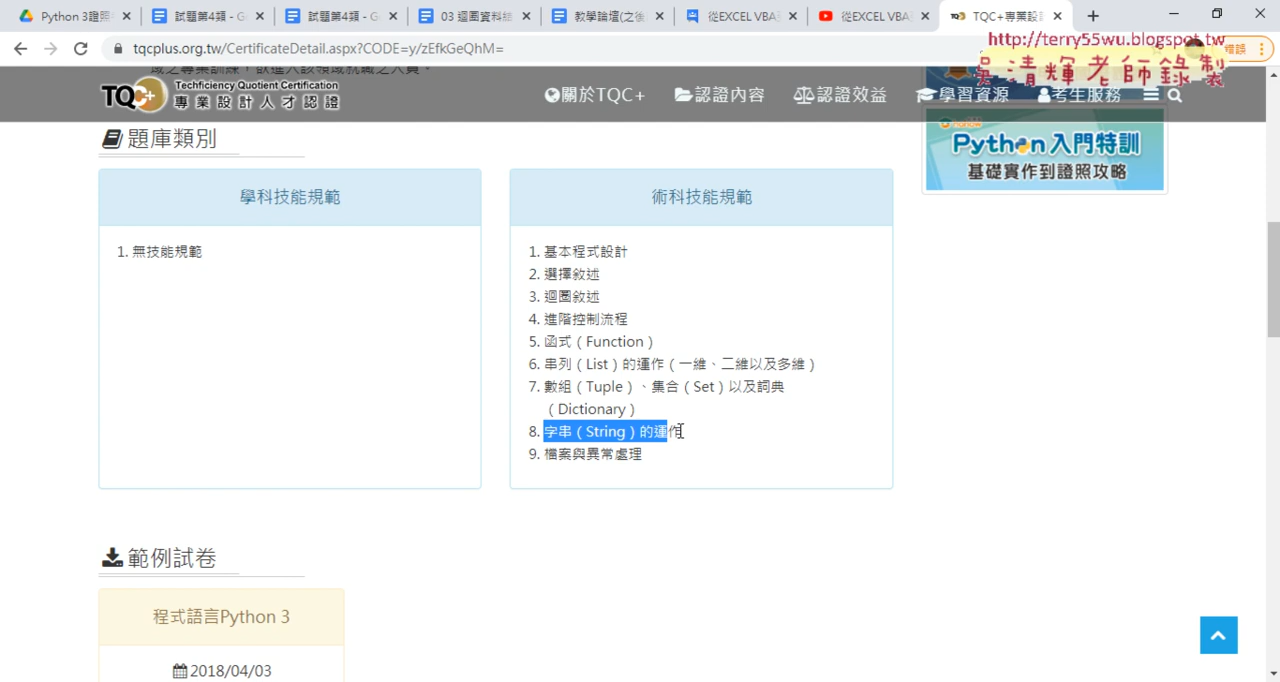 Python 3證照
試題第4類 - G
試題第4類 - G
03 迴圈資料結
教學論壇(之後
從EXCEL VBA
從EXCEL VBA
TQC+專業設計
tqcplus.org.tw/CertificateDetail.aspx?CODE=y/zEfkGeQhM=
http://terry55wu.blogspot.tw
吳清輝老師錄製
TQC+
Techficiency Quotient Certification
專業設計人才認證
關於TQC+
認證內容
認證效益
學習資源
考生服務
題庫類別
Python入門特訓
基礎實作到證照攻略
學科技能規範
1. 無技能規範
術科技能規範
1. 基本程式設計
2. 選擇敘述
3. 迴圈敘述
4. 進階控制流程
5. 函式（Function）
6. 串列（List）的運作（一維、二維以及多維）
7. 數組（Tuple）、集合（Set）以及詞典
（Dictionary）
8. 字串（String）的運作
9. 檔案與異常處理
範例試卷
程式語言Python 3
2018/04/03